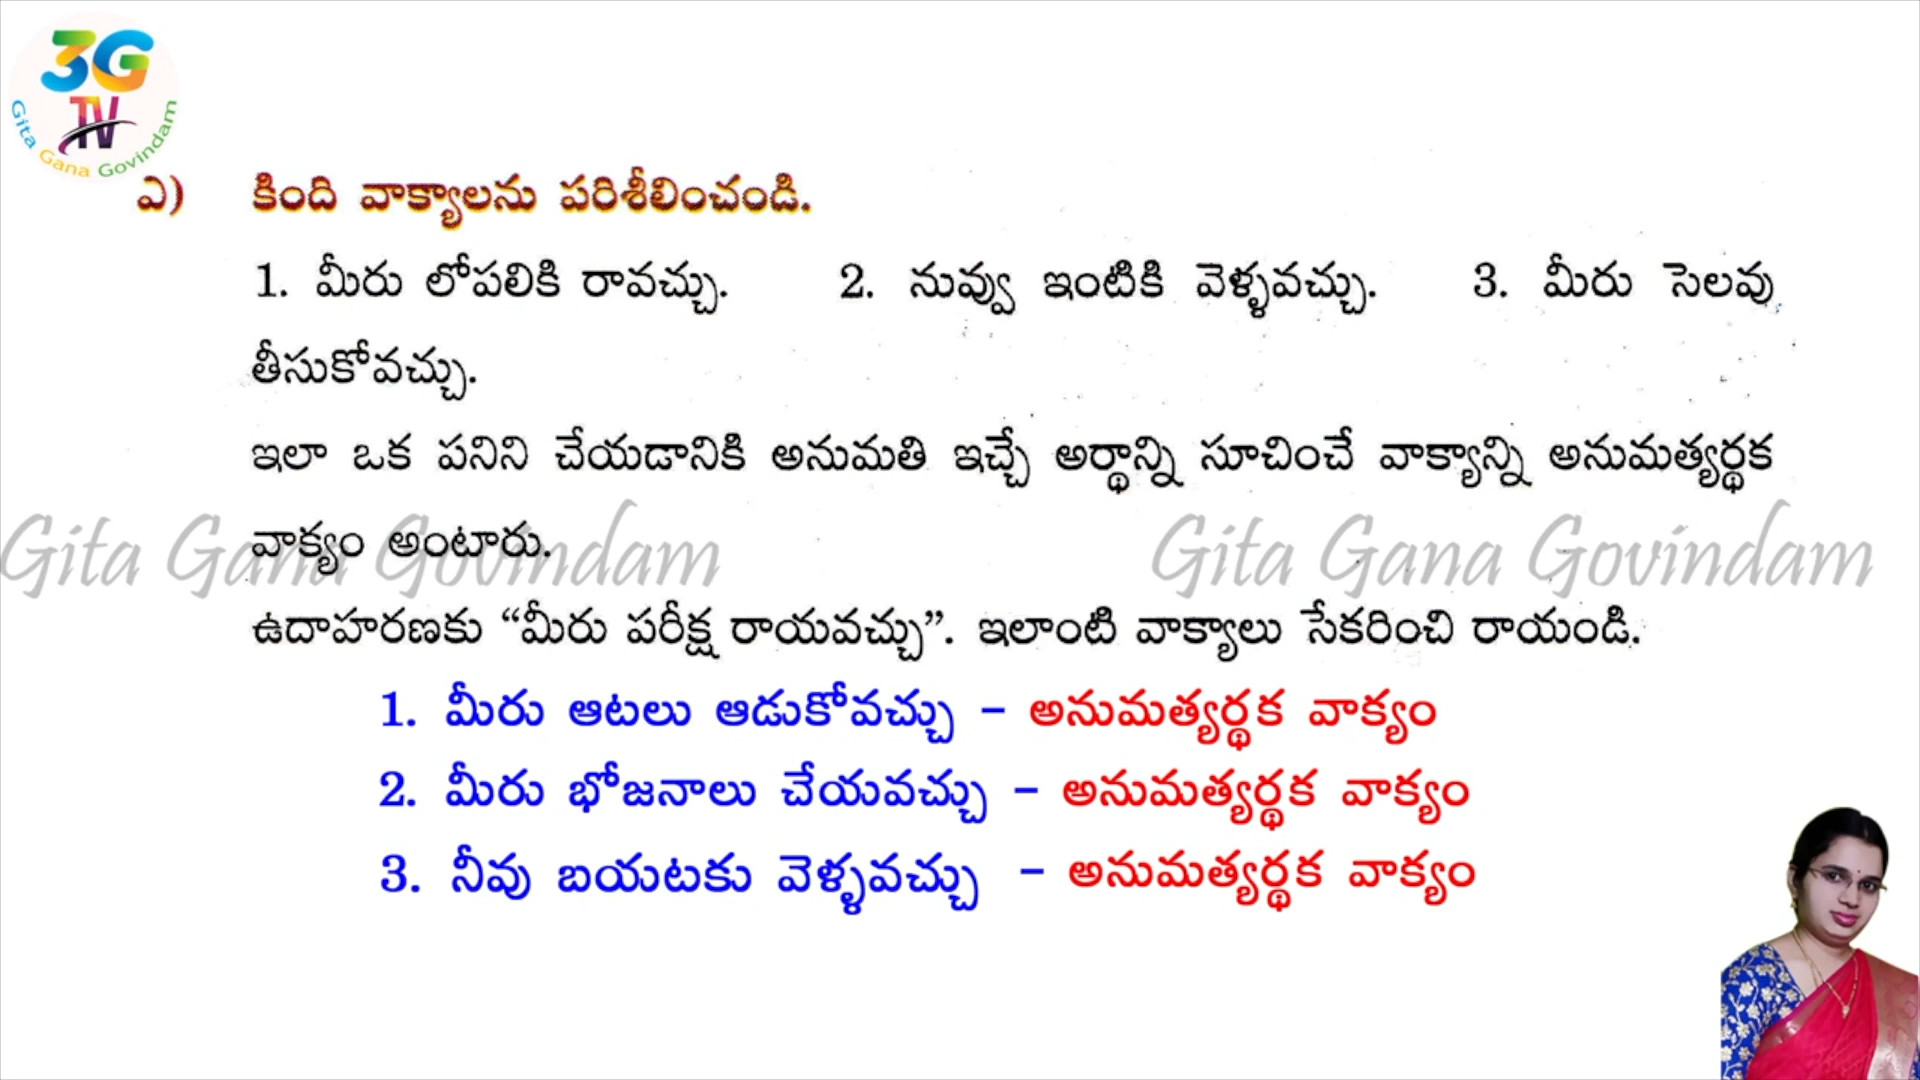 3G
TV
Gita Gana Govindam
ఎ) కింది వాక్యాలను పరిశీలించండి.
1. మీరు లోపలికి రావచ్చు. 2. నువ్వు ఇంటికి వెళ్ళవచ్చు. 3. మీరు సెలవు
తీసుకోవచ్చు.
ఇలా ఒక పనిని చేయడానికి అనుమతి ఇచ్చే అర్థాన్ని సూచించే వాక్యాన్ని అనుమత్యర్థక
వాక్యం అంటారు.
Gita Gana Govindam Gita Gana Govindam
ఉదాహరణకు “మీరు పరీక్ష రాయవచ్చు”. ఇలాంటి వాక్యాలు సేకరించి రాయండి.
1. మీరు ఆటలు ఆడుకోవచ్చు – అనుమత్యర్థక వాక్యం
2. మీరు భోజనాలు చేయవచ్చు – అనుమత్యర్థక వాక్యం
3. నీవు బయటకు వెళ్ళవచ్చు – అనుమత్యర్థక వాక్యం